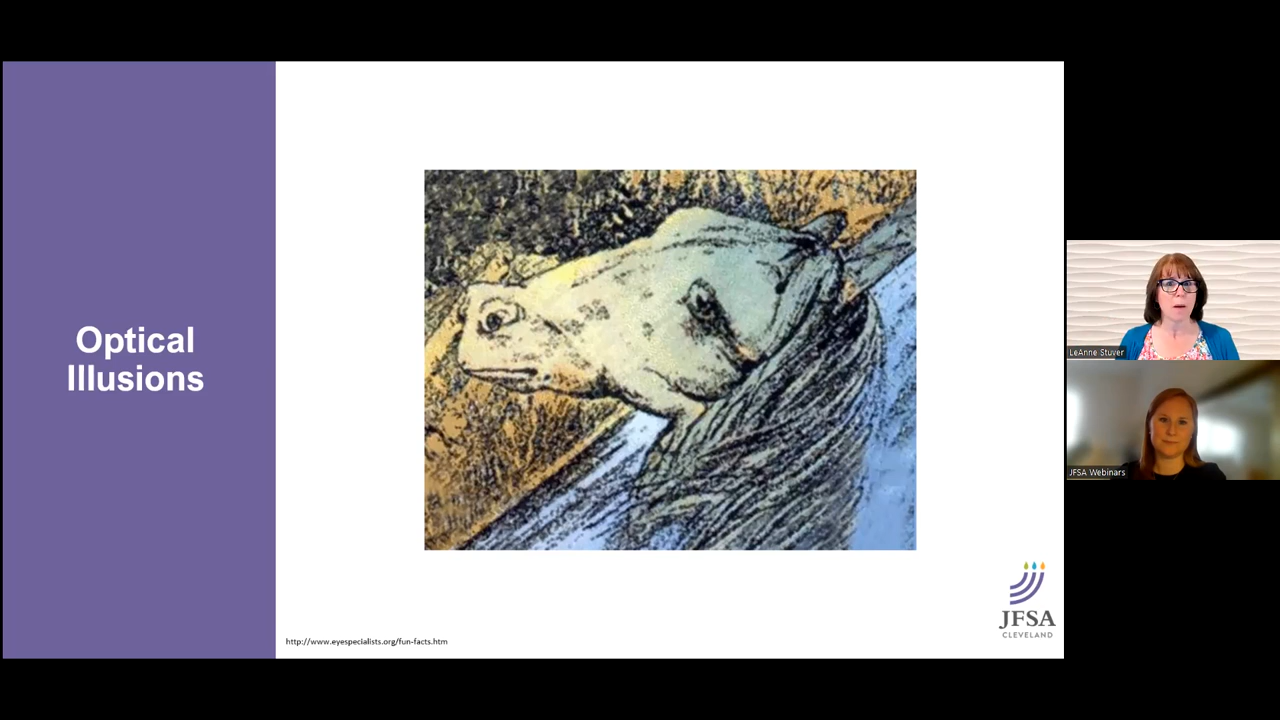 Optical
Illusions
http://www.eyespecialists.org/fun-facts.htm
JFSA
CLEVELAND
LeAnne Stuver
JFSA Webinars